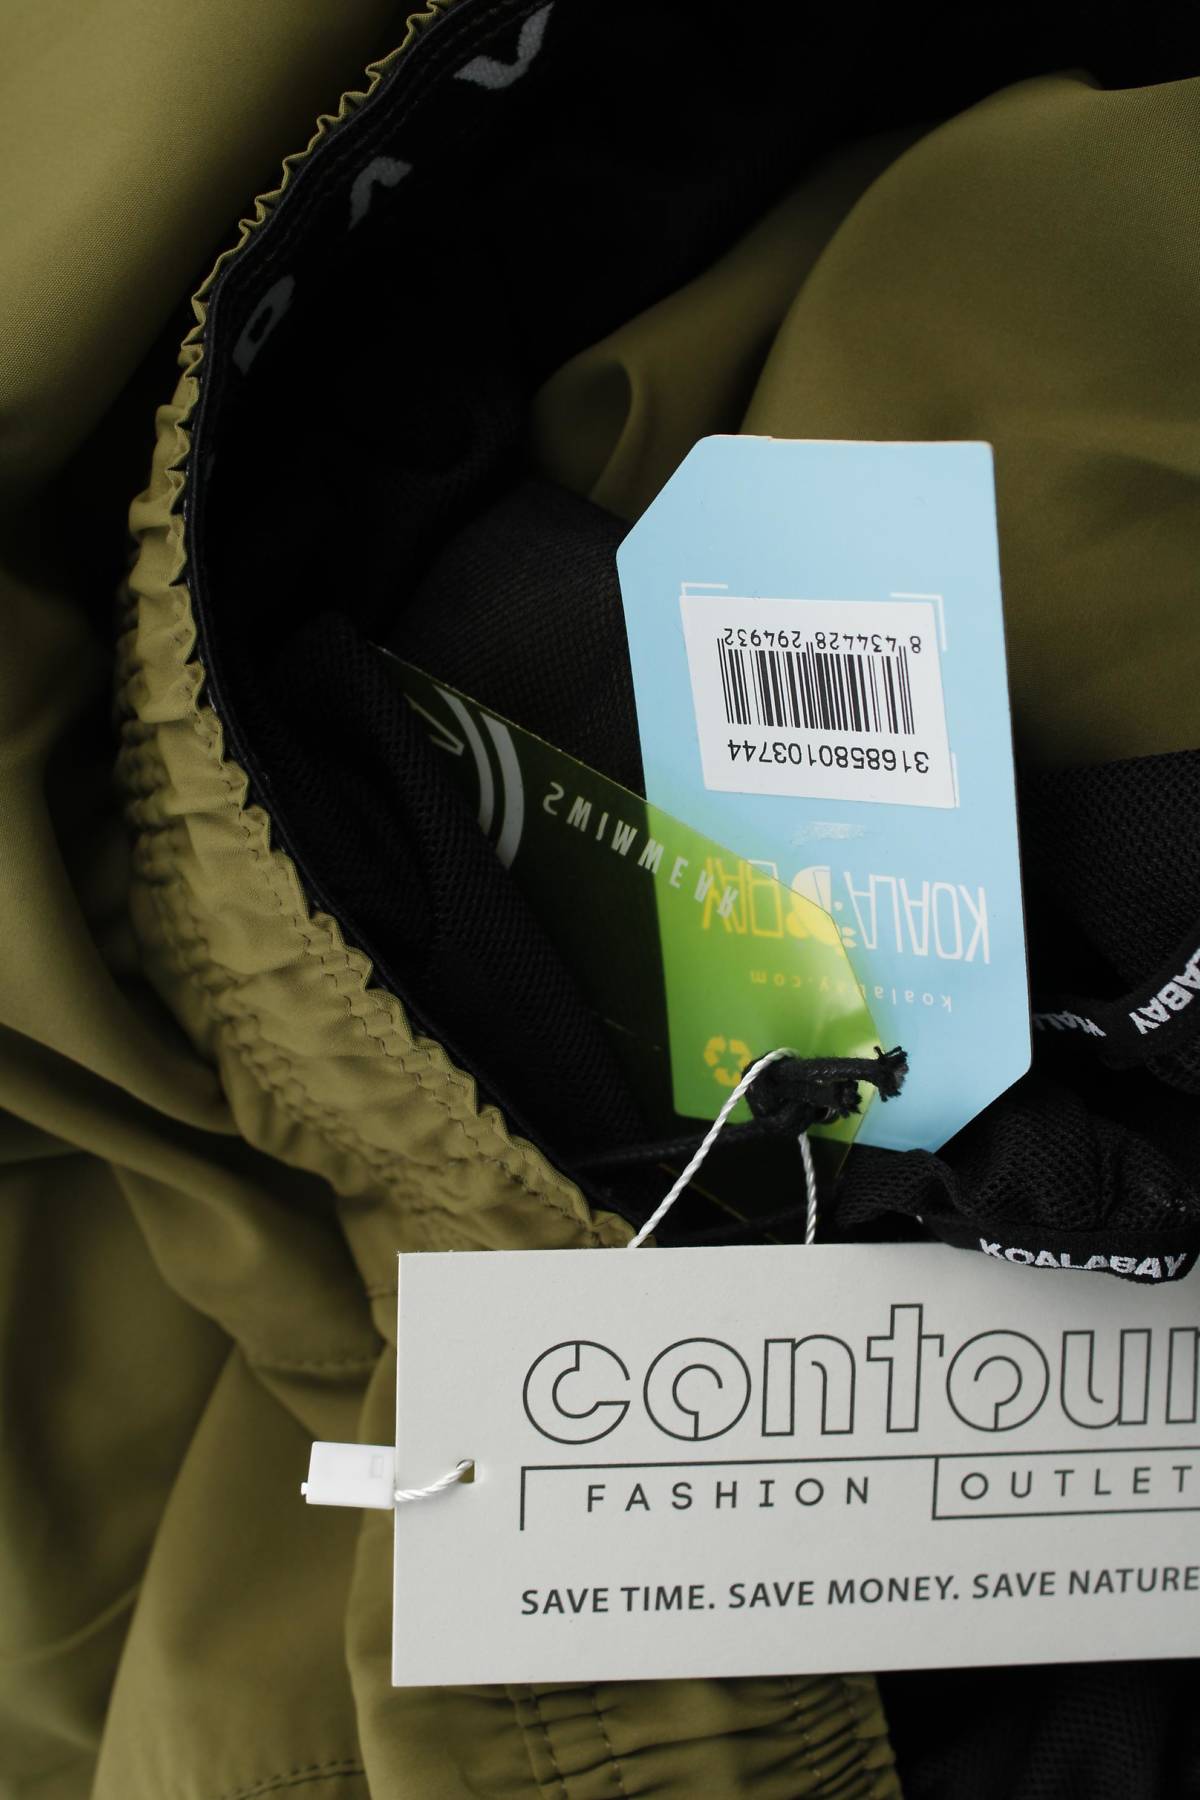 8 434428 294932
3168580103744
KOALA BAY
koalabay.com
SWIMWEAR
KOALABAY
contour
FASHION OUTLET
SAVE TIME. SAVE MONEY. SAVE NATURE